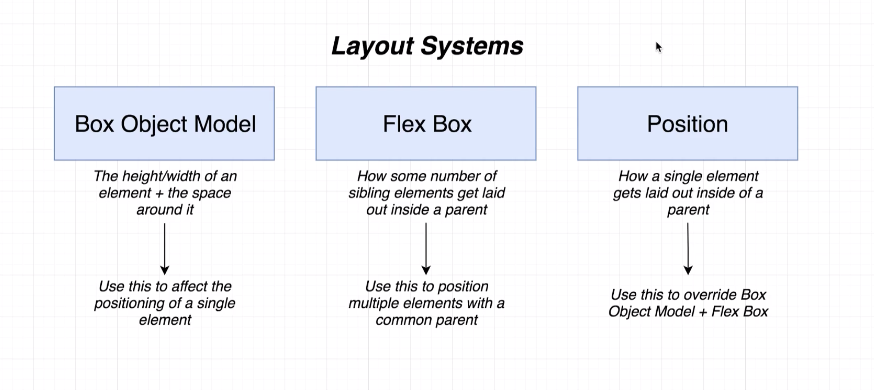 Layout Systems
Box Object Model
Flex Box
Position
The height/width of an
element + the space
around it
How some number of
sibling elements get laid
out inside a parent
How a single element
gets laid out inside of a
parent
Use this to affect the
positioning of a single
element
Use this to position
multiple elements with a
common parent
Use this to override Box
Object Model + Flex Box